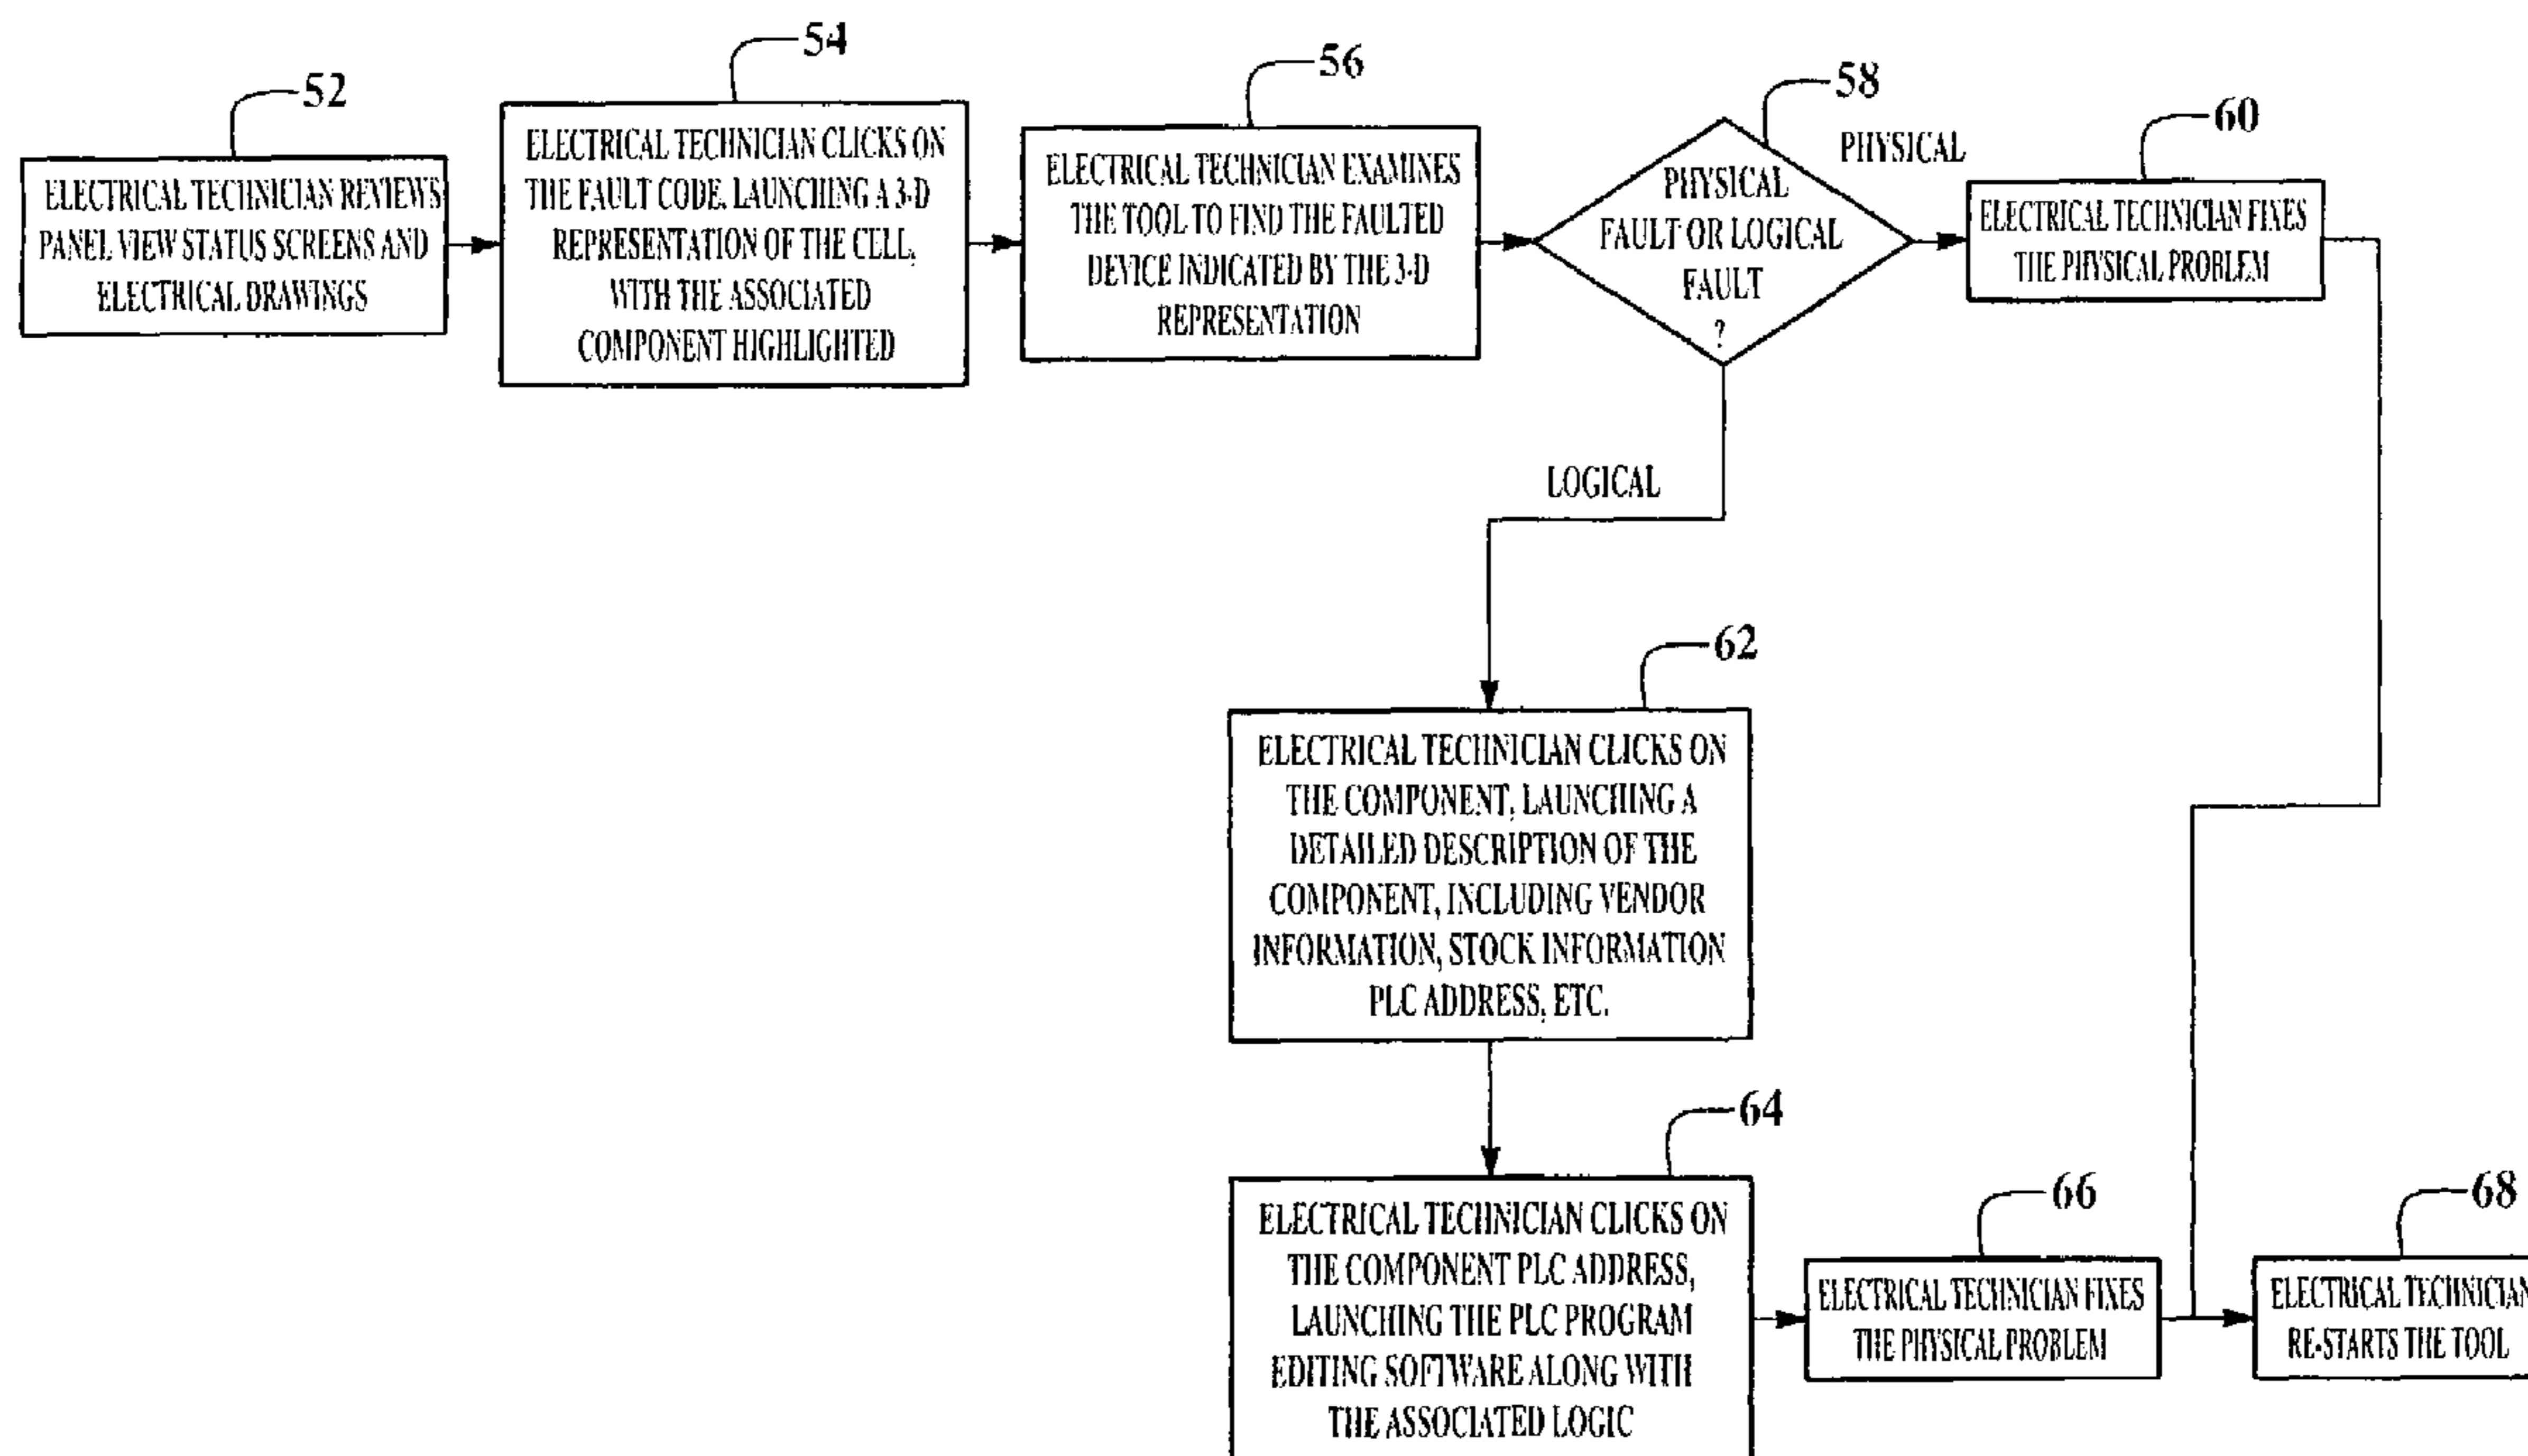 52
ELECTRICAL TECHNICIAN REVIEWS
PANEL VIEW STATUS SCREENS AND
ELECTRICAL DRAWINGS
54
ELECTRICAL TECHNICIAN CLICKS ON
THE FAULT CODE, LAUNCHING A 3-D
REPRESENTATION OF THE CELL,
WITH THE ASSOCIATED
COMPONENT HIGHLIGHTED
56
ELECTRICAL TECHNICIAN EXAMINES
THE TOOL TO FIND THE FAULTED
DEVICE INDICATED BY THE 3-D
REPRESENTATION
58
PHYSICAL
FAULT OR LOGICAL
FAULT
?
PHYSICAL
60
ELECTRICAL TECHNICIAN FIXES
THE PHYSICAL PROBLEM
LOGICAL
62
ELECTRICAL TECHNICIAN CLICKS ON
THE COMPONENT, LAUNCHING A
DETAILED DESCRIPTION OF THE
COMPONENT, INCLUDING VENDOR
INFORMATION, STOCK INFORMATION
PLC ADDRESS, ETC.
64
ELECTRICAL TECHNICIAN CLICKS ON
THE COMPONENT PLC ADDRESS,
LAUNCHING THE PLC PROGRAM
EDITING SOFTWARE ALONG WITH
THE ASSOCIATED LOGIC
66
ELECTRICAL TECHNICIAN FIXES
THE PHYSICAL PROBLEM
68
ELECTRICAL TECHNICIAN
RE-STARTS THE TOOL